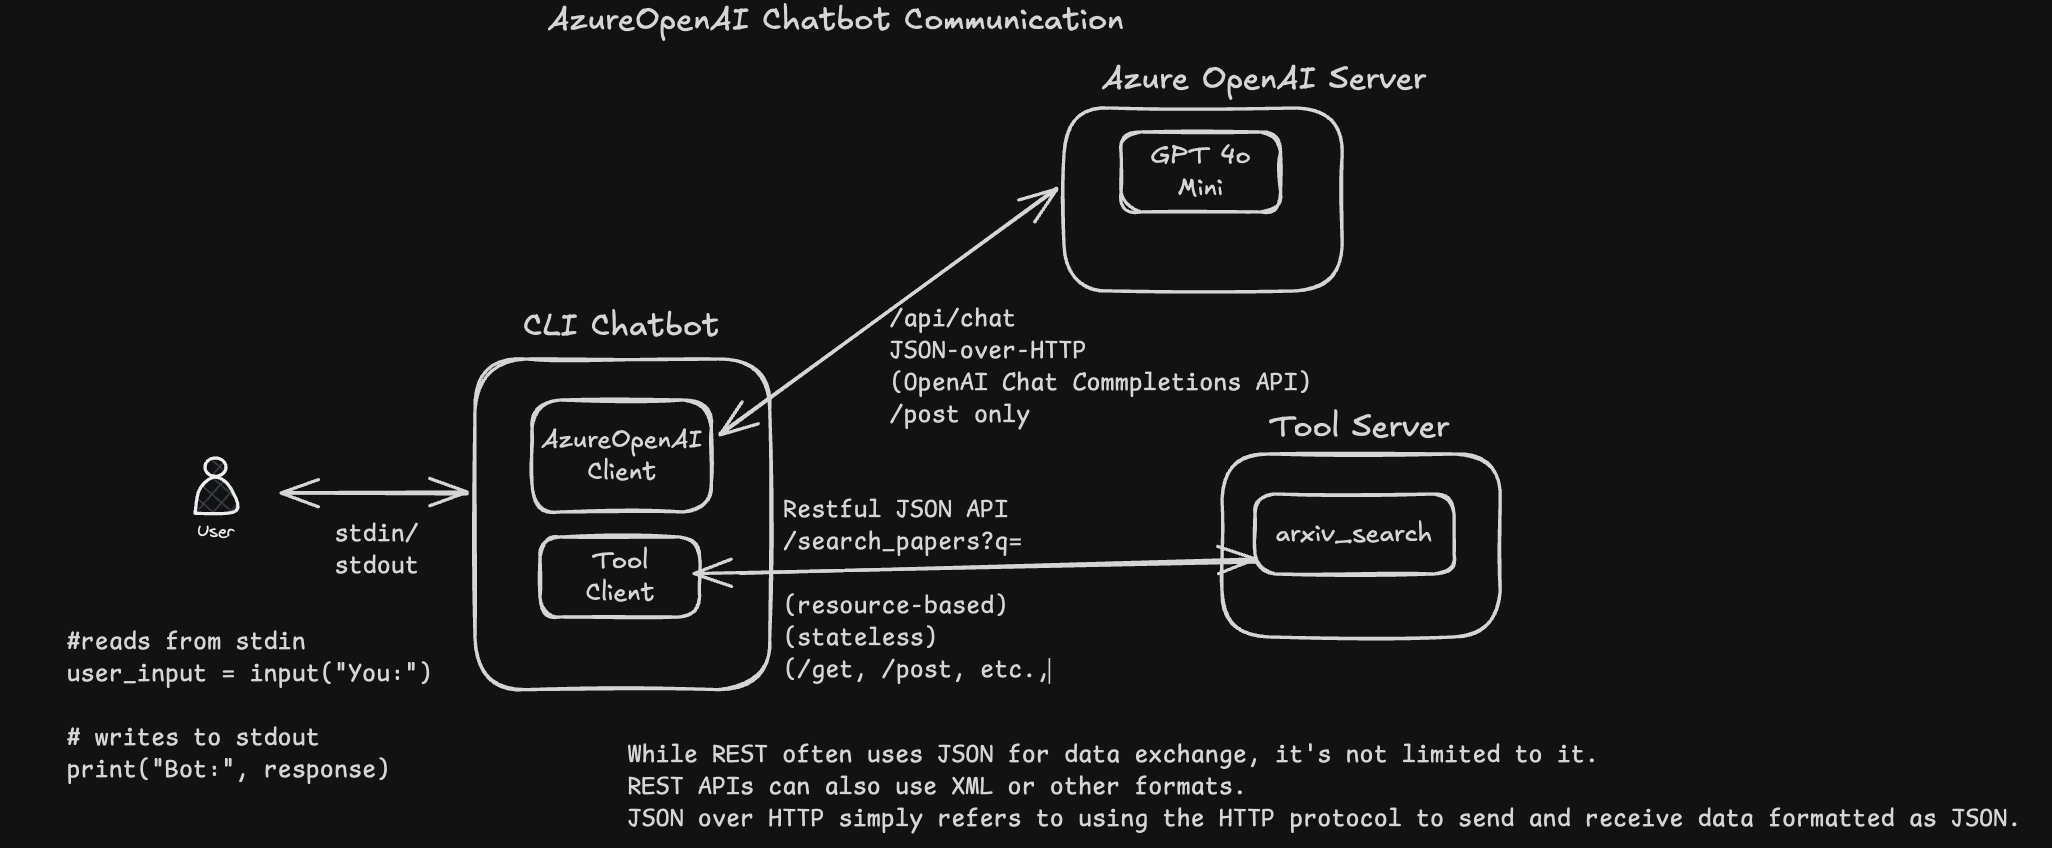 AzureOpenAI Chatbot Communication
Azure OpenAI Server
GPT 4o
Mini
/api/chat
JSON-over-HTTP
(OpenAI Chat Commpletions API)
/post only
CLI Chatbot
AzureOpenAI
Client
Tool
Client
User
stdin/
stdout
Restful JSON API
/search_papers?q=
(resource-based)
(stateless)
(/get, /post, etc.,
Tool Server
arxiv_search
#reads from stdin
user_input = input("You:")
# writes to stdout
print("Bot:", response)
While REST often uses JSON for data exchange, it's not limited to it.
REST APIs can also use XML or other formats.
JSON over HTTP simply refers to using the HTTP protocol to send and receive data formatted as JSON.